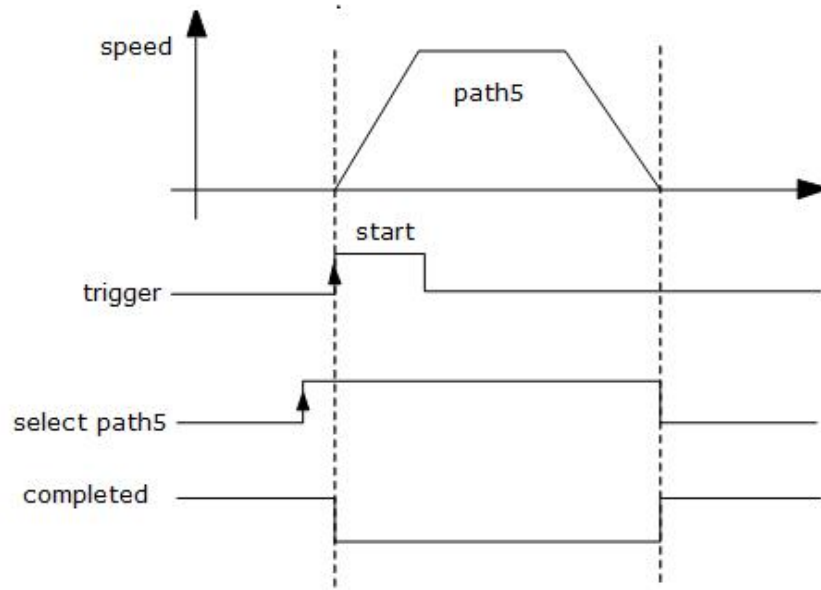 speed
path5
start
trigger
select path5
completed